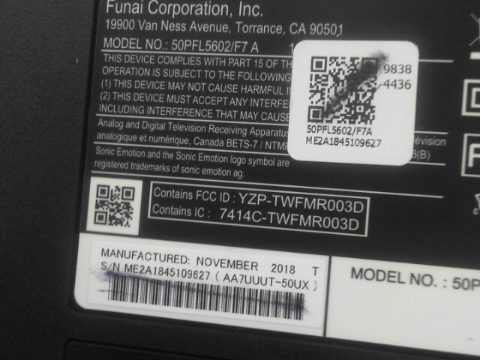 Funai Corporation, Inc.
19900 Van Ness Avenue, Torrance, CA 90501
MODEL NO.: 50PFL5602/F7 A
THIS DEVICE COMPLIES WITH PART 15 OF THE
OPERATION IS SUBJECT TO THE FOLLOWING
(1) THIS DEVICE MAY NOT CAUSE HARMFUL
(2) THIS DEVICE MUST ACCEPT ANY INTERFE
INCLUDING INTERFERENCE THAT MAY CAUSE
9838
4436
50PFL5602/F7A
ME2A1845109627
Analog and Digital Television Receiving Apparatus
analogique et numérique, Canada BETS-7 / NTM
Télévision
(B)
Sonic Emotion and the Sonic Emotion logo symbol are
registered trademarks of sonic emotion ag.
Contains FCC ID : YZP-TWFMR003D
Contains IC : 7414C-TWFMR003D
MANUFACTURED: NOVEMBER 2018 T
S/N ME2A1845109627 ( AA7UUUT-50UX )
MODEL NO. : 50P